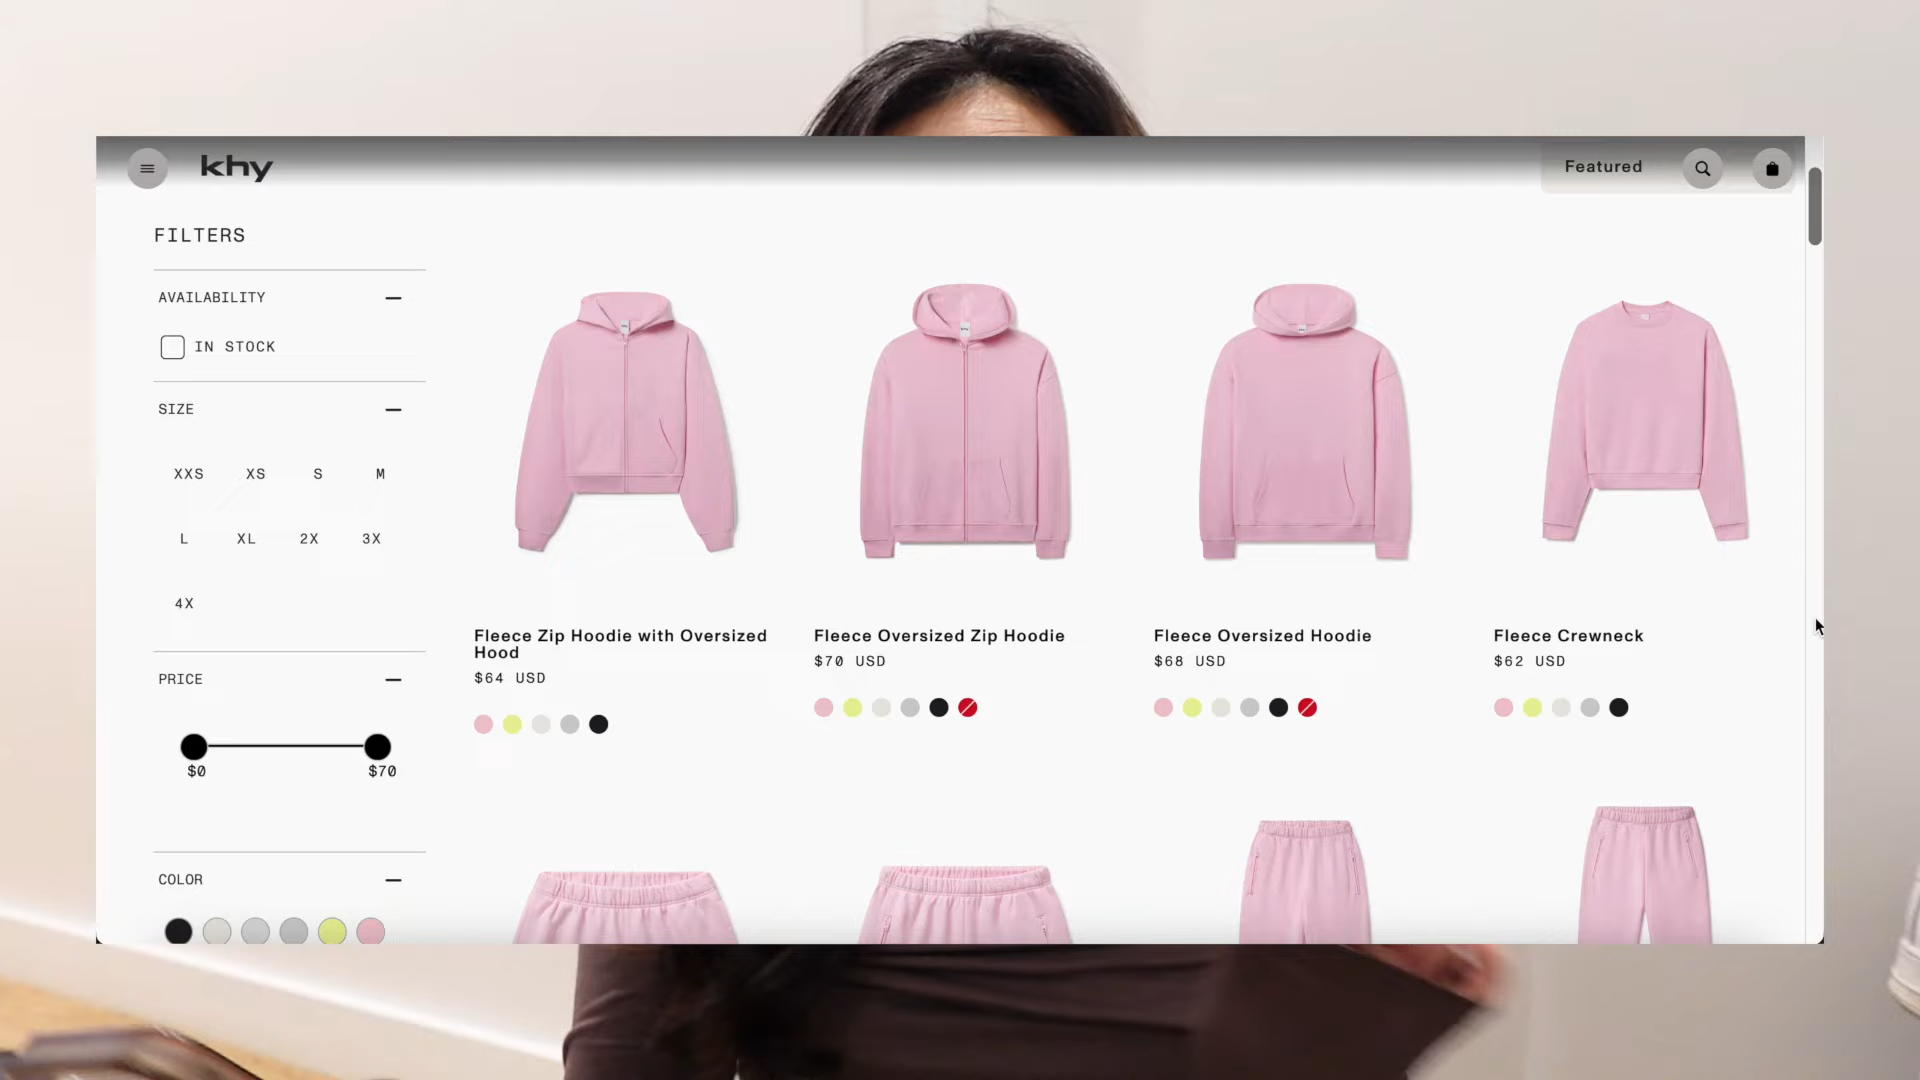 khy
Featured
FILTERS
AVAILABILITY
IN STOCK
SIZE
XXS XS S M
L XL 2X 3X
4X
PRICE
$0 $70
COLOR
Fleece Zip Hoodie with Oversized
Hood
$64 USD
Fleece Oversized Zip Hoodie
$70 USD
Fleece Oversized Hoodie
$68 USD
Fleece Crewneck
$62 USD